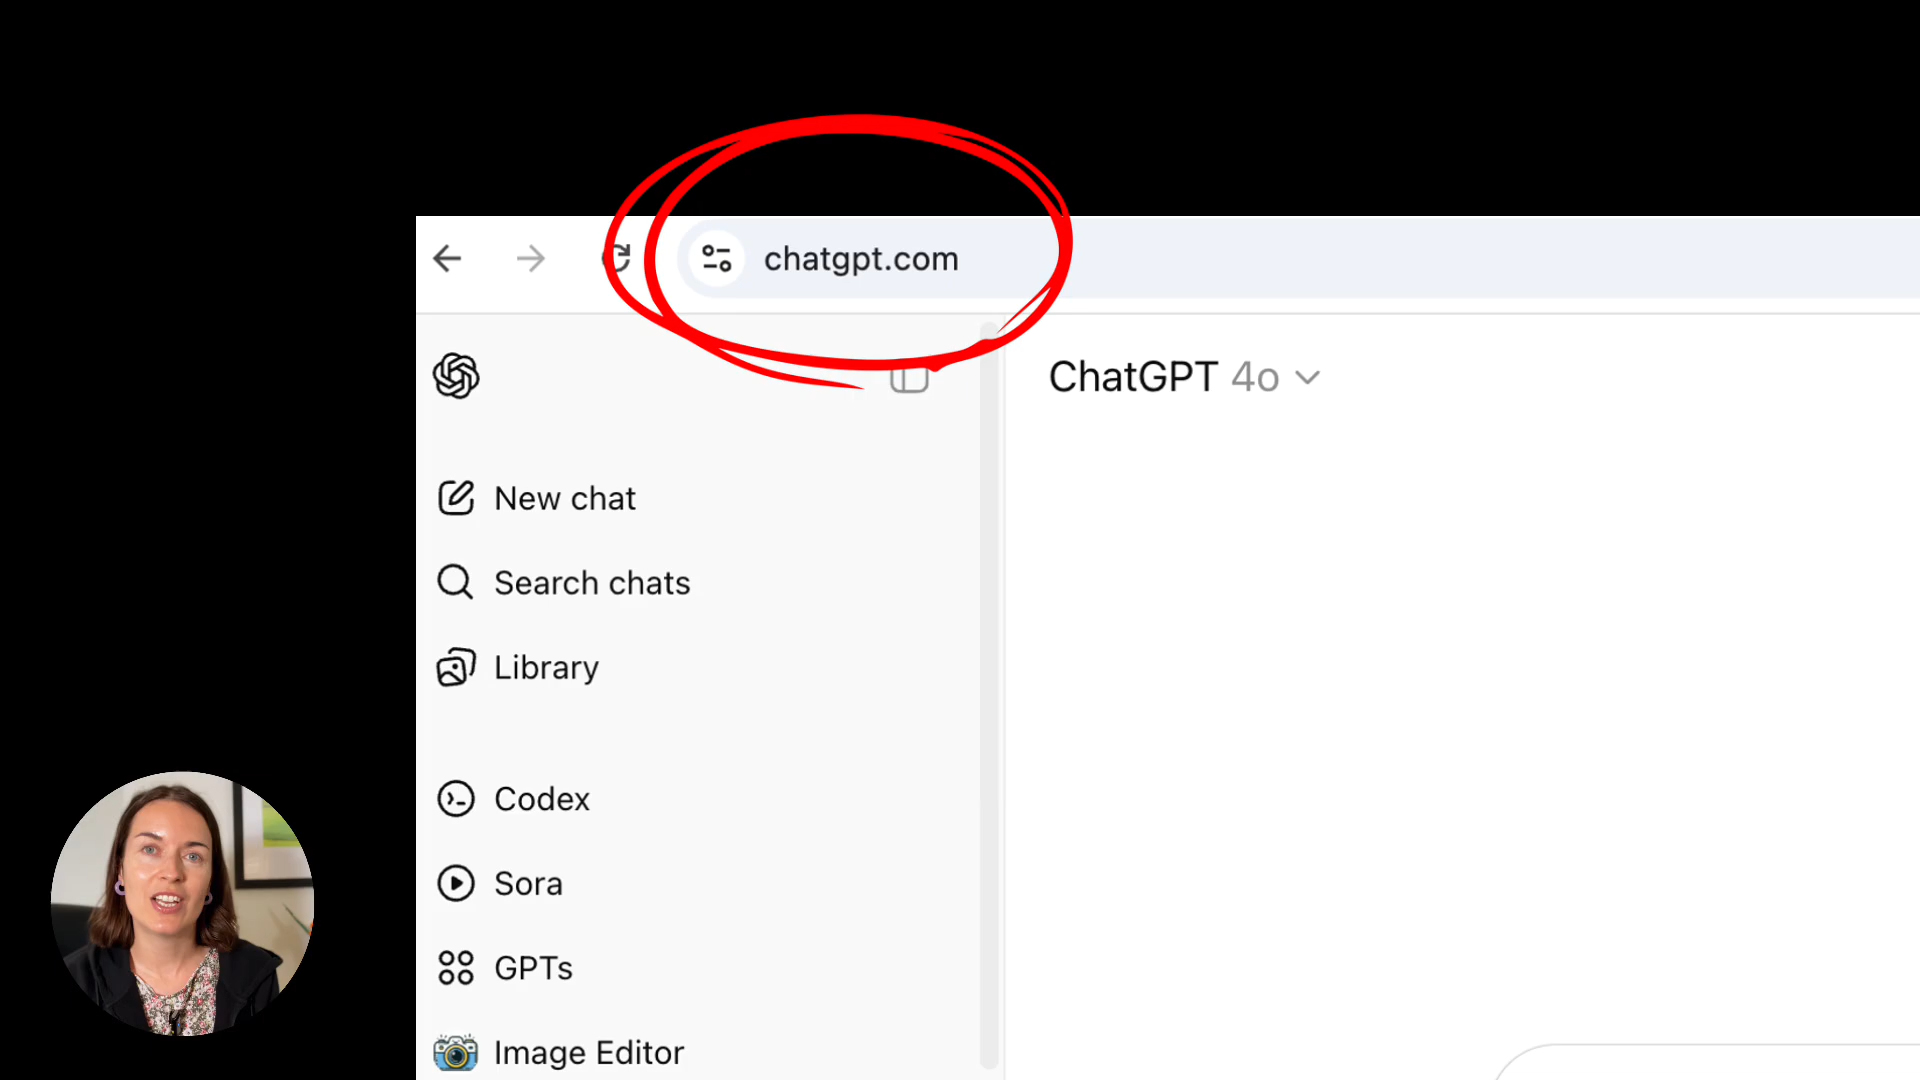 chatgpt.com
ChatGPT 4o
New chat
Search chats
Library
Codex
Sora
GPTs
Image Editor